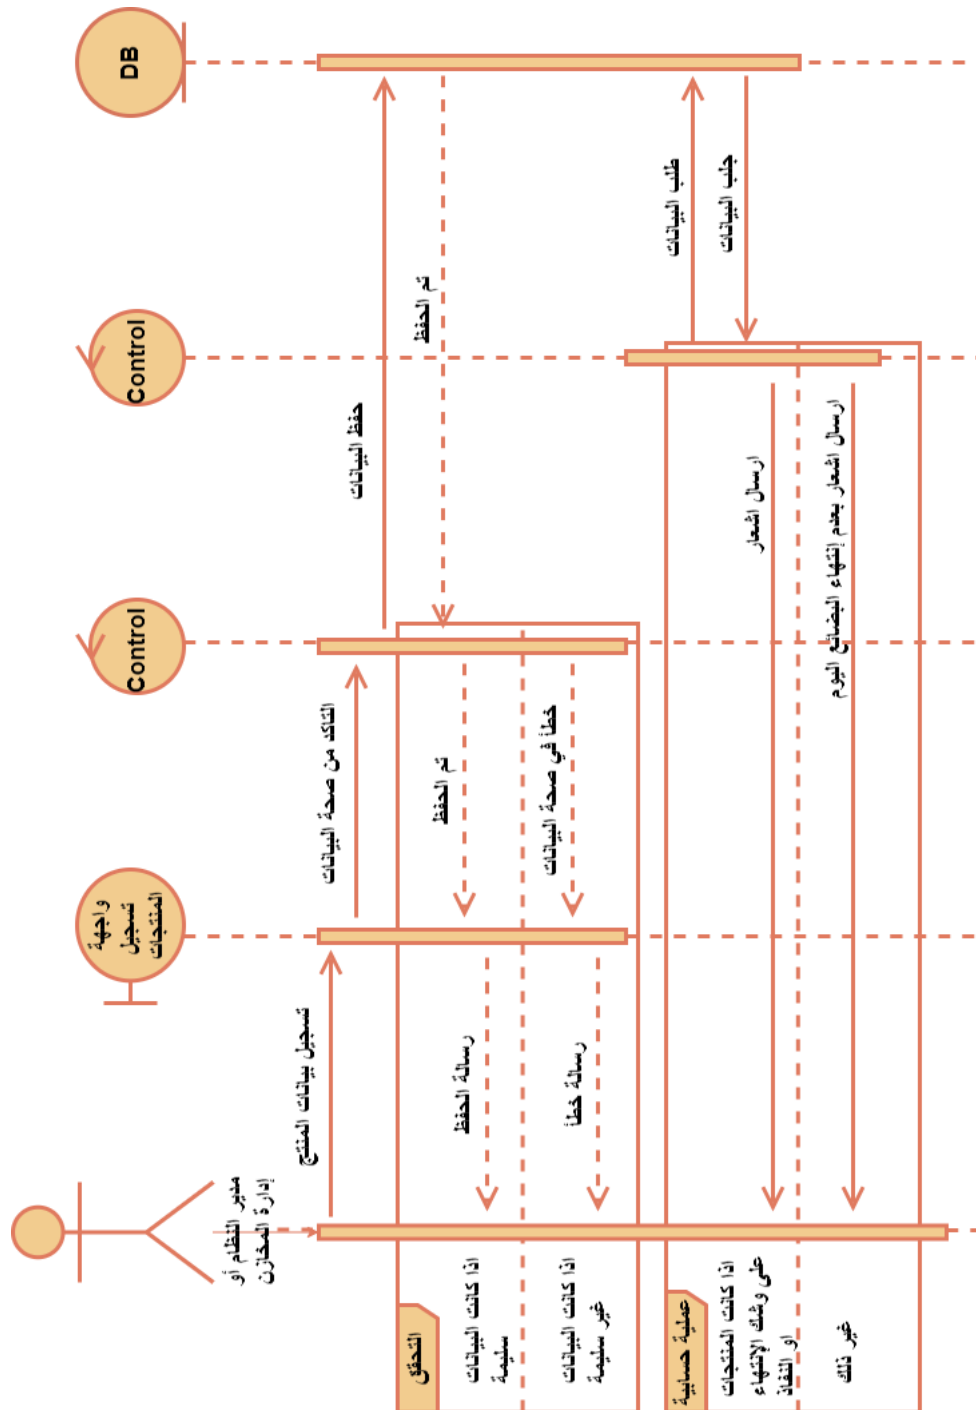 مدير النظام أو
إدارة المخازن
واجهة
تسجيل
المنتجات
Control
Control
DB
تسجيل بيانات المنتج
التاكد من صحة البيانات
حفظ البيانات
تم الحفظ
التحقق
اذا كانت البيانات
سليمة
تم الحفظ
رسالة الحفظ
اذا كانت البيانات
غير سليمة
خطأ في صحة البيانات
رسالة خطأ
طلب البيانات
جلب البيانات
عملية حسابية
اذا كانت المنتجات
على وشك الإنتهاء
او النفاذ
ارسال اشعار
غير ذلك
ارسال اشعار بعدم إنتهاء البضائع اليوم